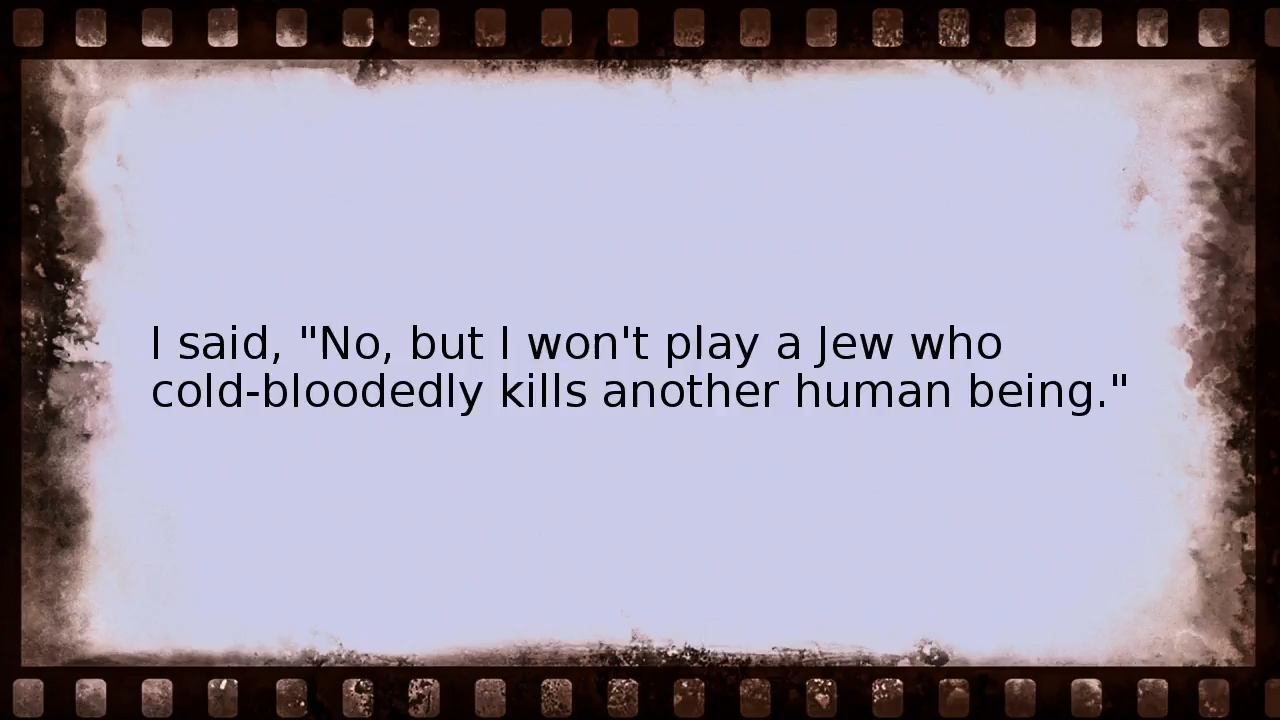 I said, "No, but I won't play a Jew who
cold-bloodedly kills another human being."